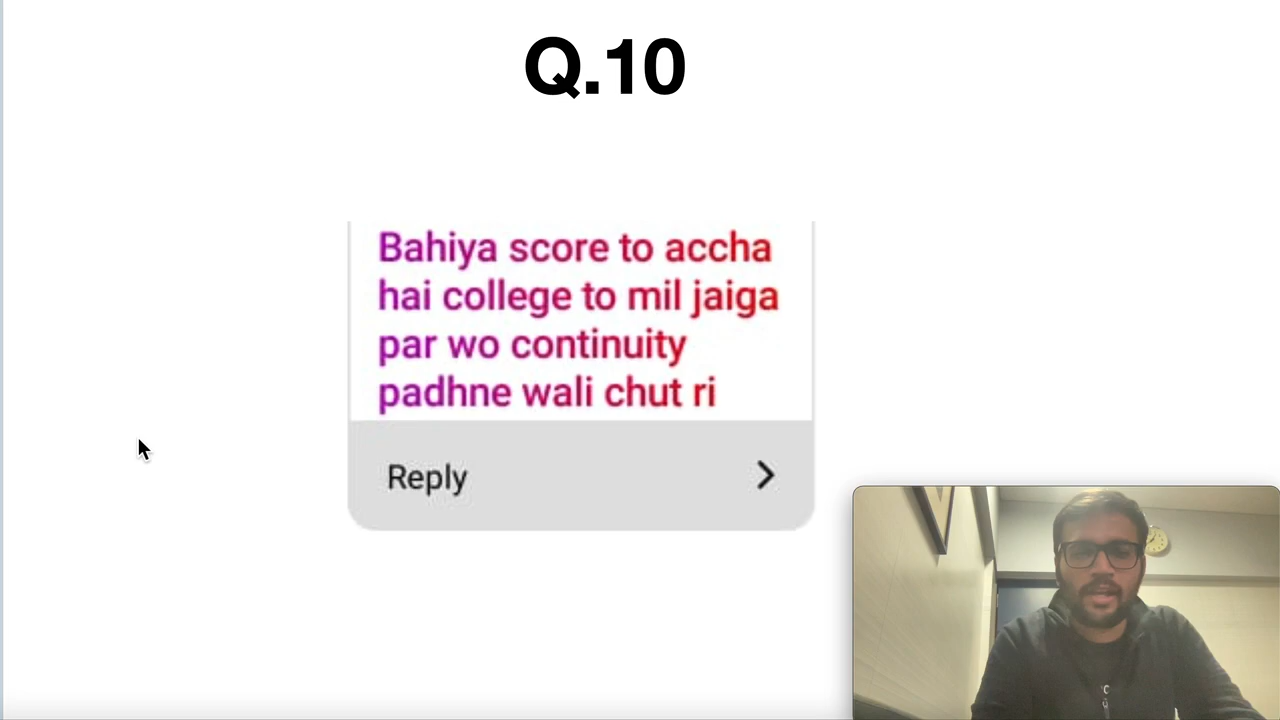 Q.10
Bahiya score to accha
hai college to mil jaiga
par wo continuity
padhne wali chut ri
Reply